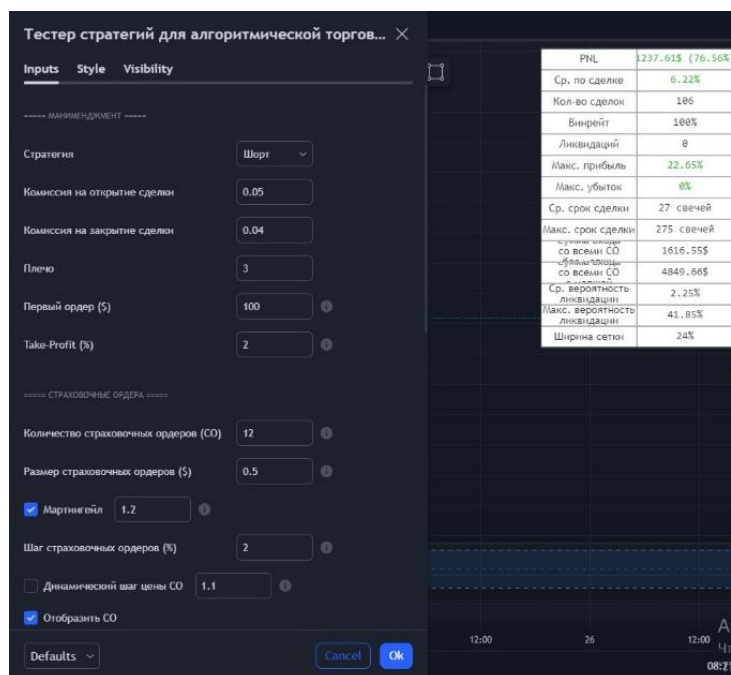 Тестер стратегий для алгоритмической торгов...
Inputs Style Visibility
===== МАНИМЕНДЖМЕНТ =====
Стратегия Шорт
Комиссия на открытие сделки 0.05
Комиссия на закрытие сделки 0.04
Плечо 3
Первый ордер ($) 100
Take-Profit (%) 2
===== СТРАХОВОЧНЫЕ ОРДЕРА =====
Количество страховочных ордеров (СО) 12
Размер страховочных ордеров ($) 0.5
Мартингейл 1.2
Шаг страховочных ордеров (%) 2
Динамический шаг цены СО 1.1
Отобразить СО
Defaults Cancel Ok
PNL 1237.61$ (76.56%)
Ср. по сделке 6.22%
Кол-во сделок 106
Винрейт 100%
Ликвидаций 0
Макс. прибыль 22.65%
Макс. убыток 0%
Ср. срок сделки 27 свечей
Макс. срок сделки 275 свечей
со всеми СО 1616.55$
со всеми СО 4849.66$
Ср. вероятность
ликвидации 2.25%
Макс. вероятность
ликвидации 41.85%
Ширина сетки 24%
12:00 26 12:00